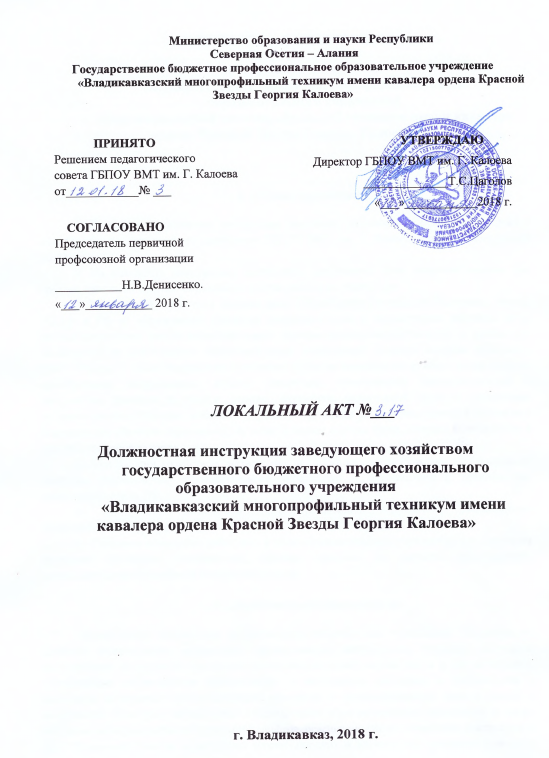 Министерство образования и науки Республики
Северная Осетия – Алания
Государственное бюджетное профессиональное образовательное учреждение
«Владикавказский многопрофильный техникум имени кавалера ордена Красной
Звезды Георгия Калоева»
ПРИНЯТО
Решением педагогического
совета ГБПОУ ВМТ им. Г. Калоева
от 12.01.18 № 3
УТВЕРЖДАЮ
Директор ГБПОУ ВМТ им. Г. Калоева
Т.С.Цаголов
2018 г.
СОГЛАСОВАНО
Председатель первичной
профсоюзной организации
____________Н.В.Денисенко.
«12» января 2018 г.
ЛОКАЛЬНЫЙ АКТ № 3.17
Должностная инструкция заведующего хозяйством
государственного бюджетного профессионального
образовательного учреждения
«Владикавказский многопрофильный техникум имени
кавалера ордена Красной Звезды Георгия Калоева»
г. Владикавказ, 2018 г.